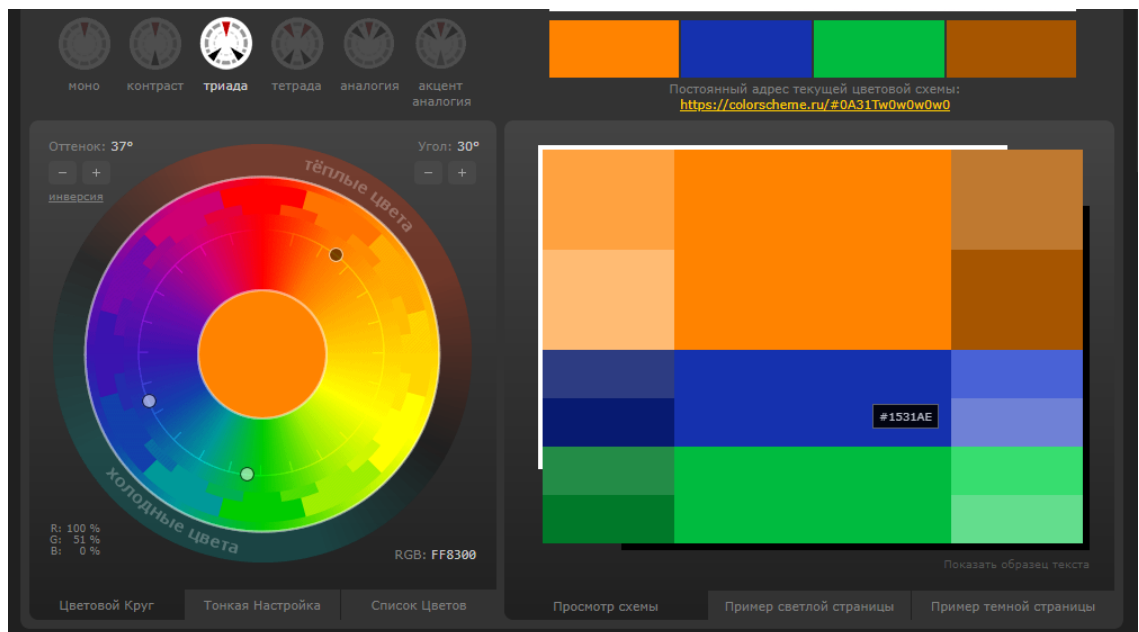 моно
контраст
триада
тетрада
аналогия
акцент
аналогия
Постоянный адрес текущей цветовой схемы:
https://colorscheme.ru/#0A31Tw0w0w0w0
Оттенок: 37°
Угол: 30°
− +
− +
инверсия
тёплые цвета
холодные цвета
R: 100 %
G: 51 %
B: 0 %
RGB: FF8300
Цветовой Круг
Тонкая Настройка
Список Цветов
#1531AE
Показать образец текста
Просмотр схемы
Пример светлой страницы
Пример темной страницы